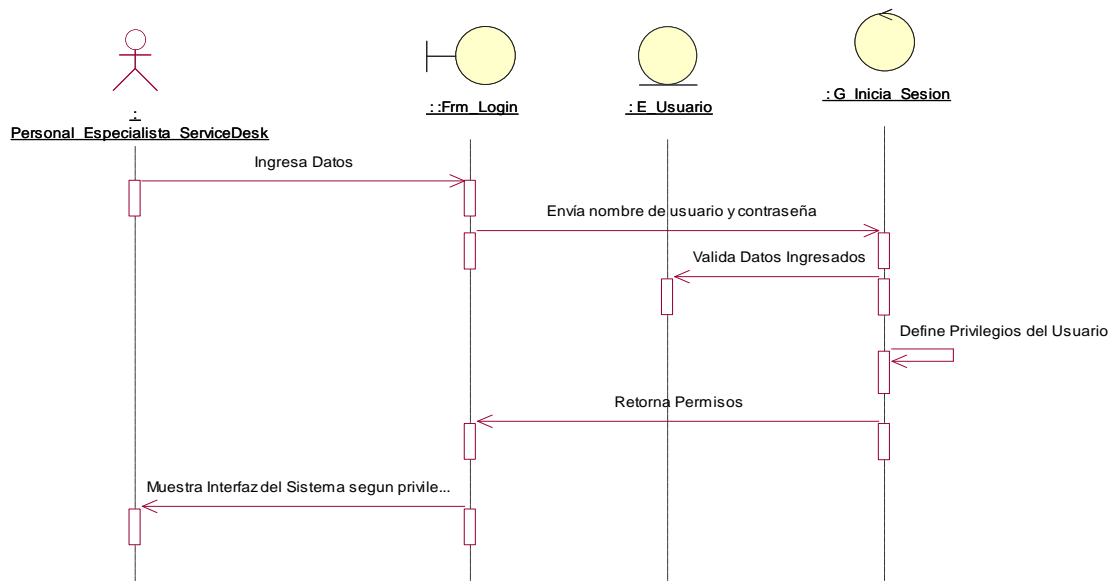 :
Personal_Especialista_ServiceDesk
: :Frm_Login
: E_Usuario
: G_Inicia_Sesion
Ingresa Datos
Envía nombre de usuario y contraseña
Valida Datos Ingresados
Define Privilegios del Usuario
Retorna Permisos
Muestra Interfaz del Sistema segun privile...